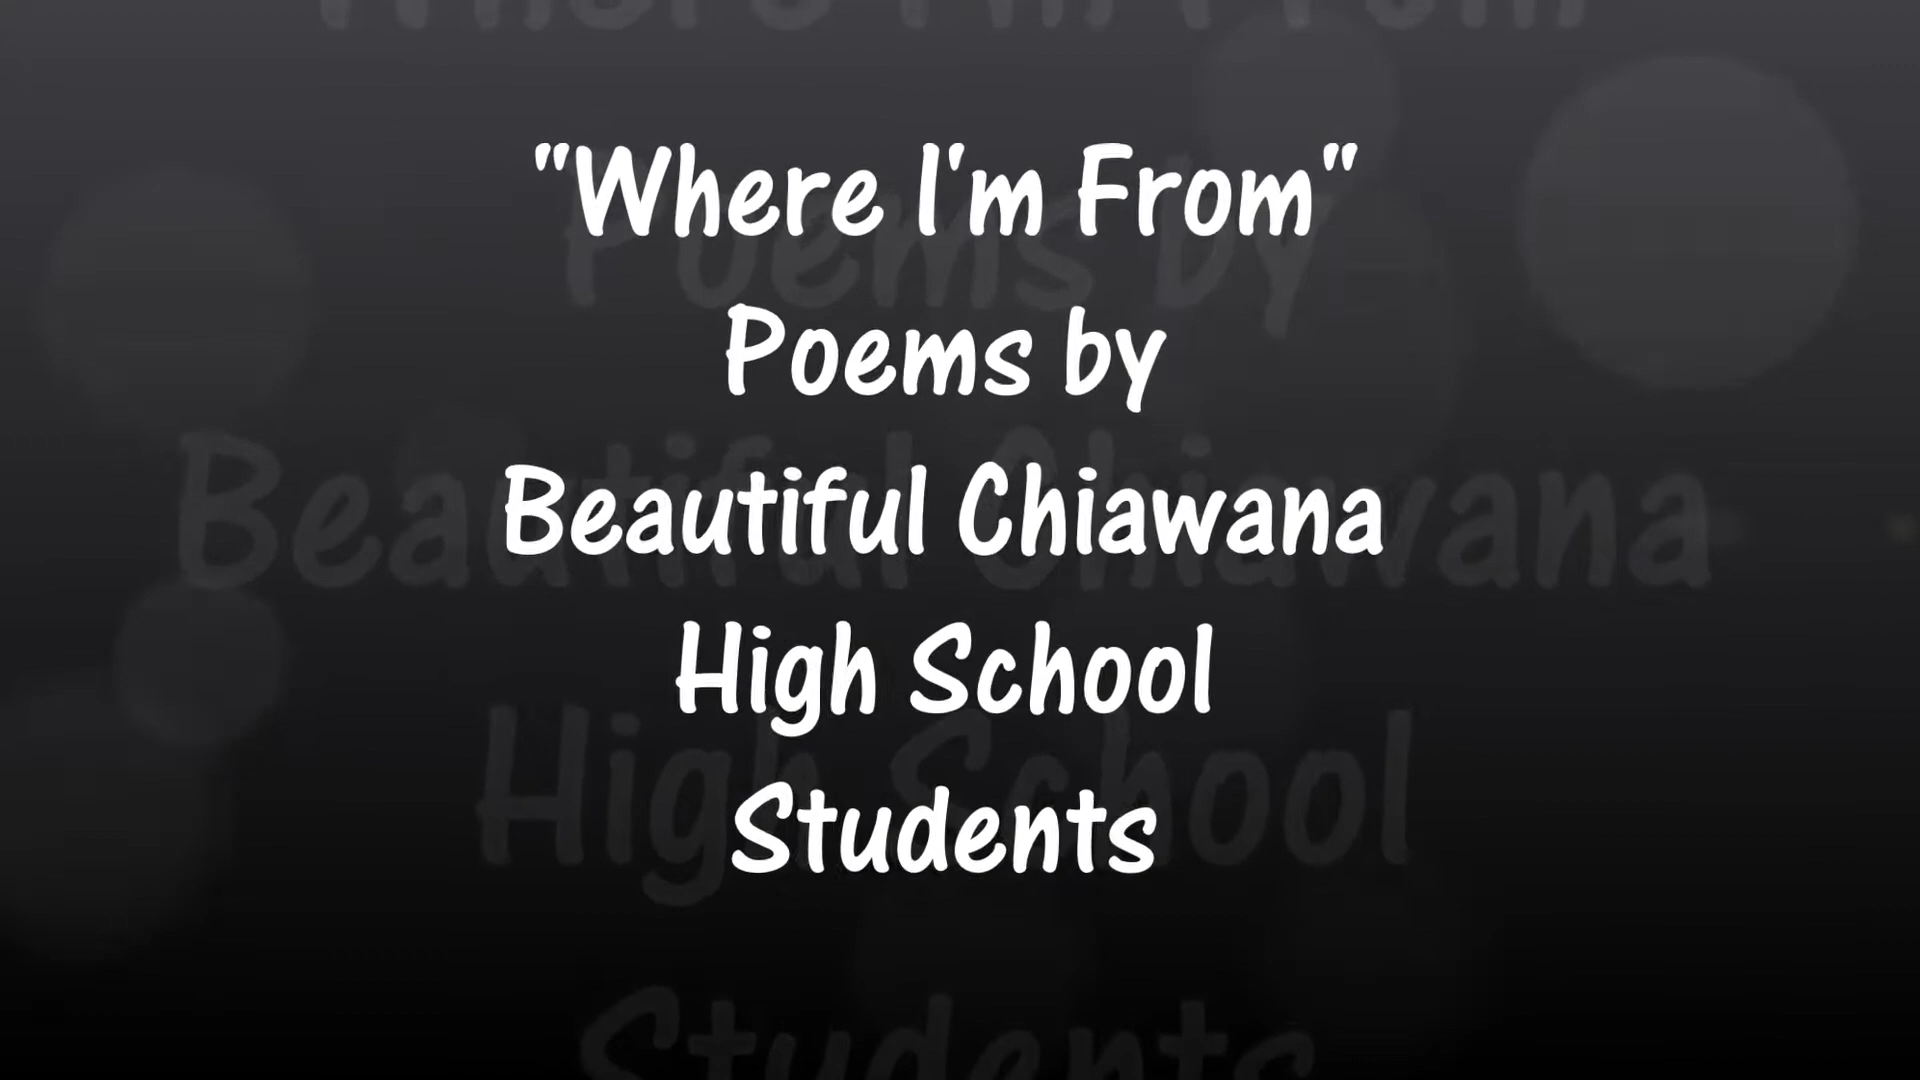 "Where I'm From"
Poems by
Beautiful Chiawana
High School
Students